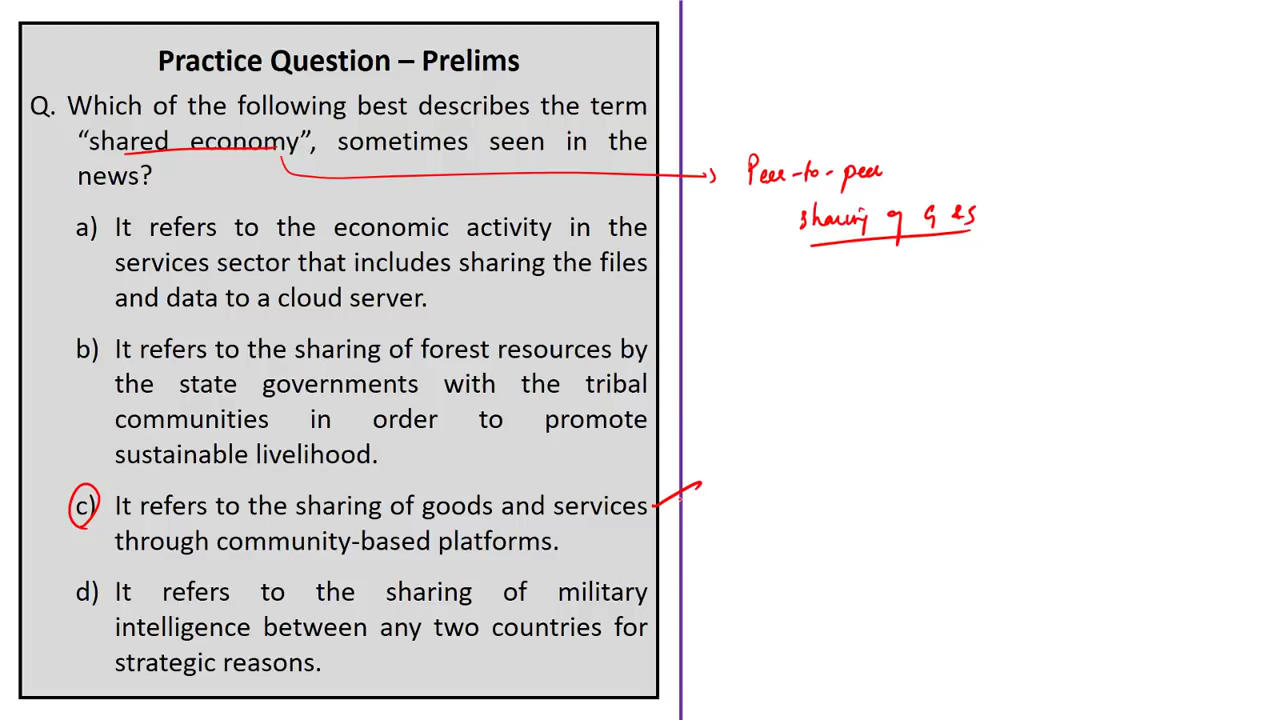 Practice Question – Prelims
Q. Which of the following best describes the term
“shared economy”, sometimes seen in the
news?
a) It refers to the economic activity in the
services sector that includes sharing the files
and data to a cloud server.
b) It refers to the sharing of forest resources by
the state governments with the tribal
communities in order to promote
sustainable livelihood.
c) It refers to the sharing of goods and services
through community-based platforms.
d) It refers to the sharing of military
intelligence between any two countries for
strategic reasons.
Peer-to-peer
sharing of G & S